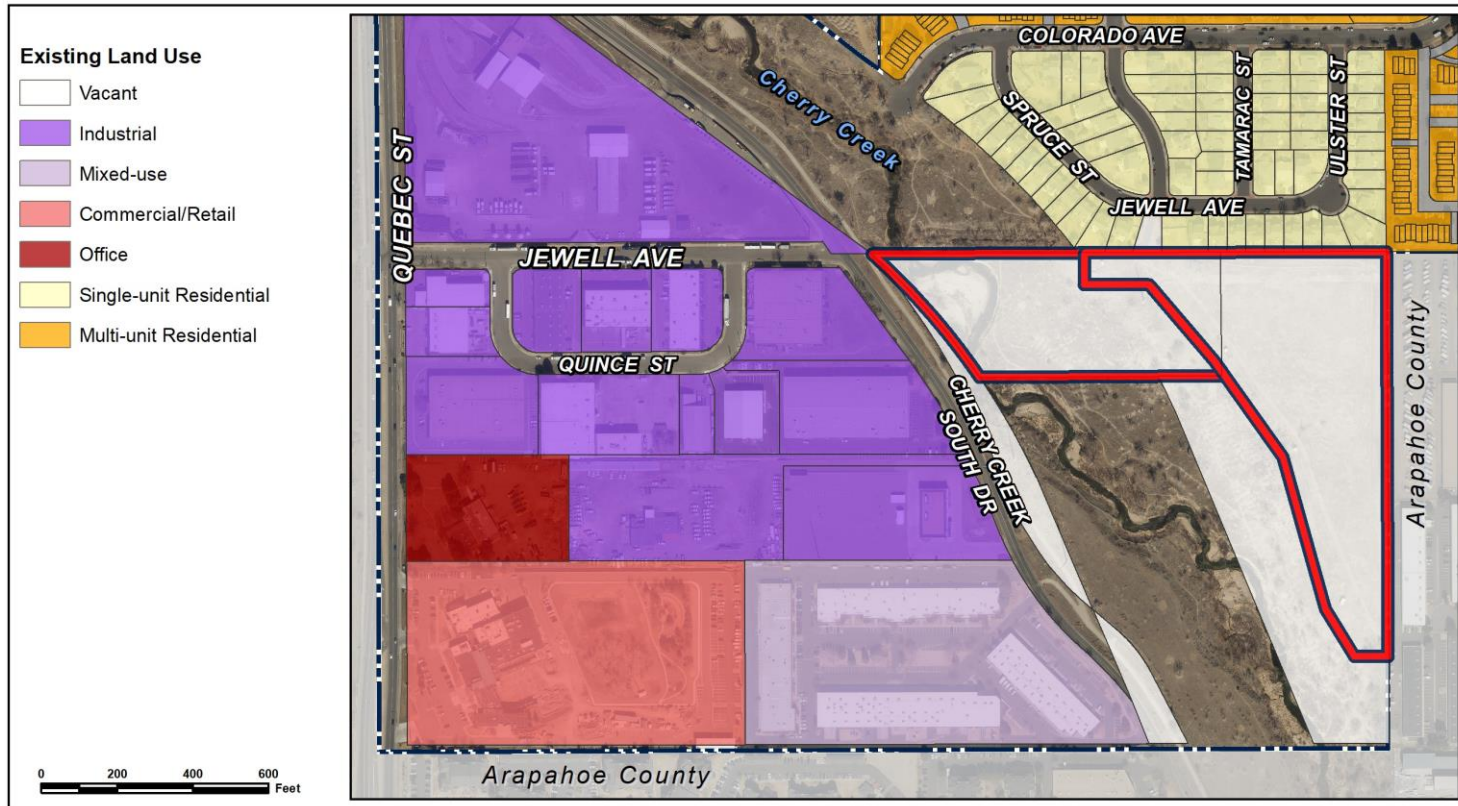 Existing Land Use
Vacant
Industrial
Mixed-use
Commercial/Retail
Office
Single-unit Residential
Multi-unit Residential
0 200 400 600
Feet
COLORADO AVE
Cherry Creek
SPRUCE ST
TAMARAC ST
ULSTER ST
JEWELL AVE
QUEBEC ST
JEWELL AVE
QUINCE ST
CHERRY CREEK
SOUTH DR
Arapahoe County
Arapahoe County